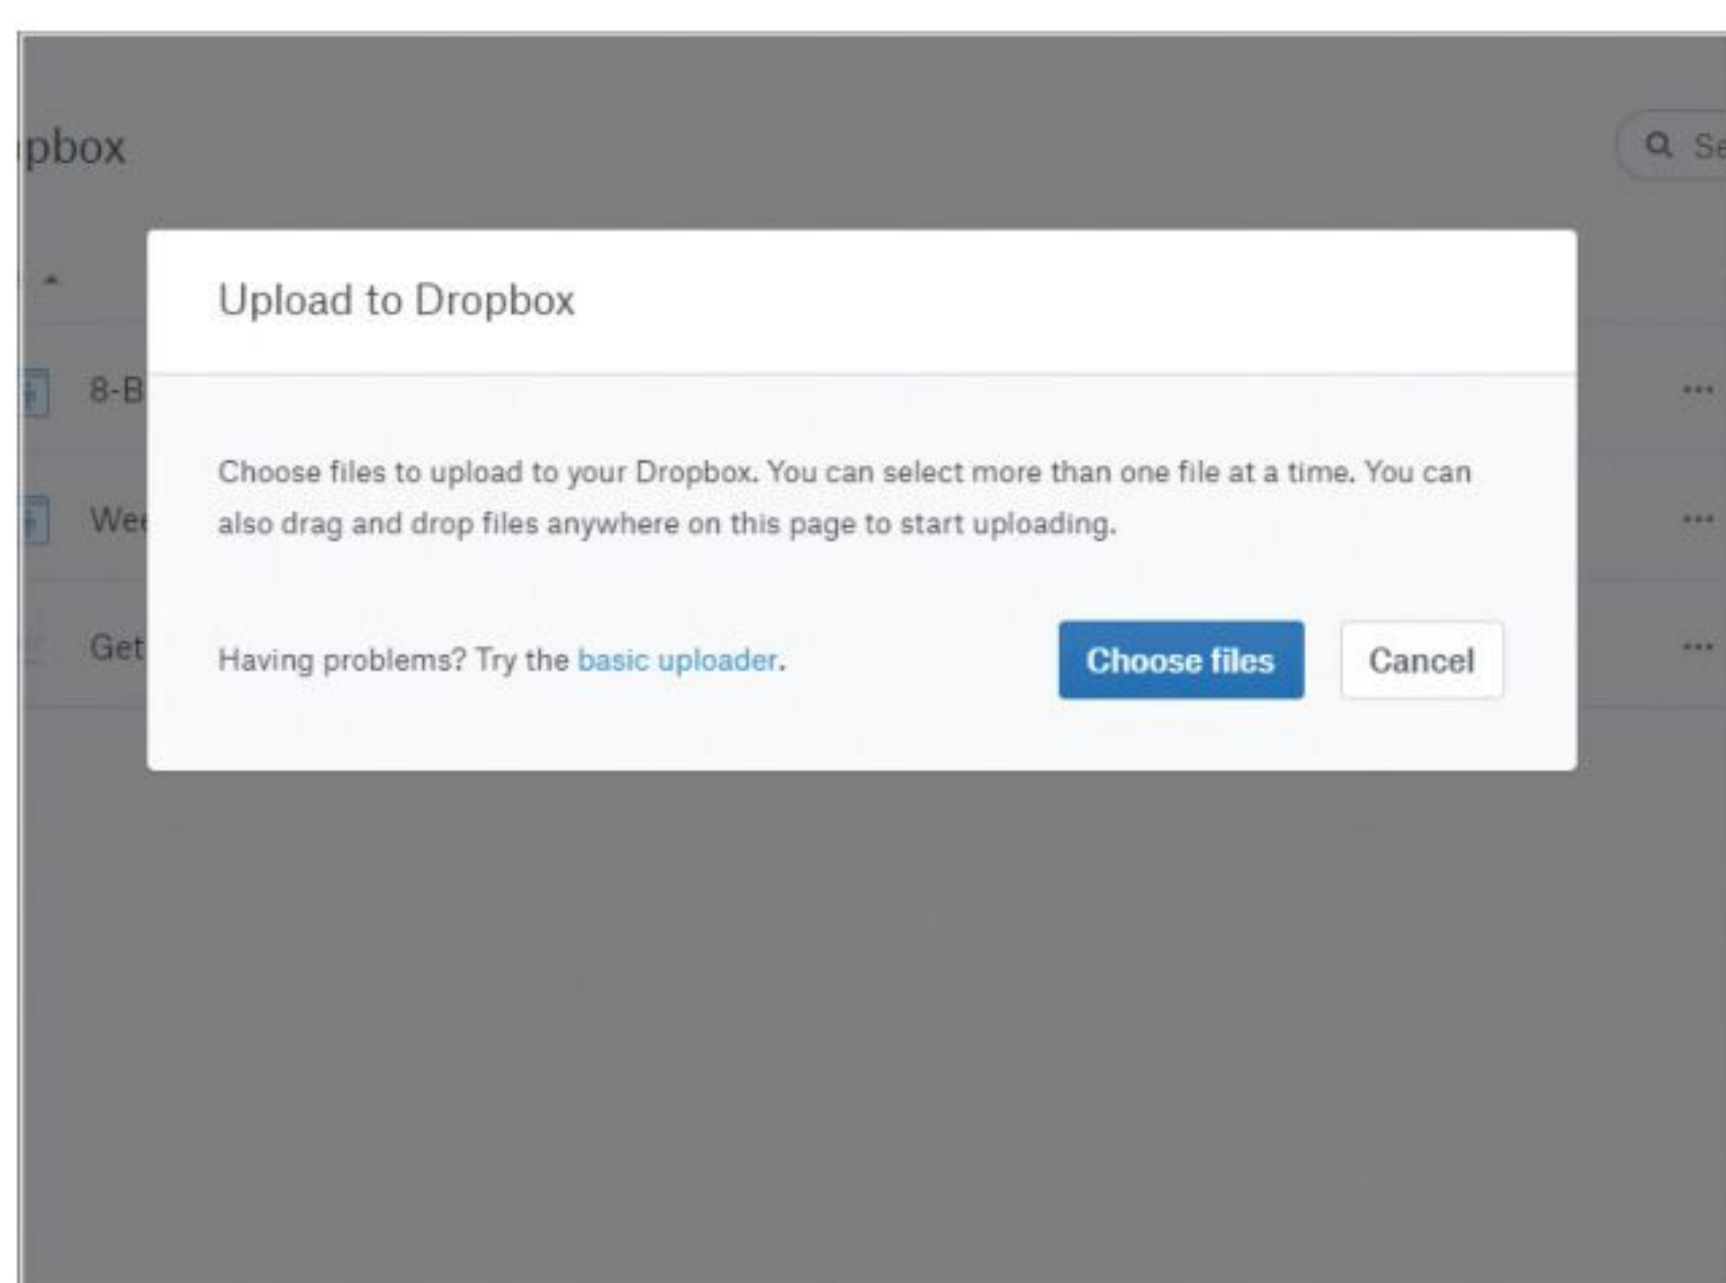 pbox
Se
Upload to Dropbox
8-B
Choose files to upload to your Dropbox. You can select more than one file at a time. You can
also drag and drop files anywhere on this page to start uploading.
Wee
Get
Having problems? Try the basic uploader.
Choose files
Cancel